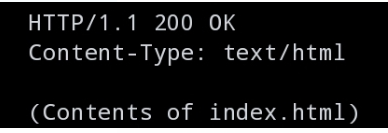 HTTP/1.1 200 OK
Content-Type: text/html

(Contents of index.html)